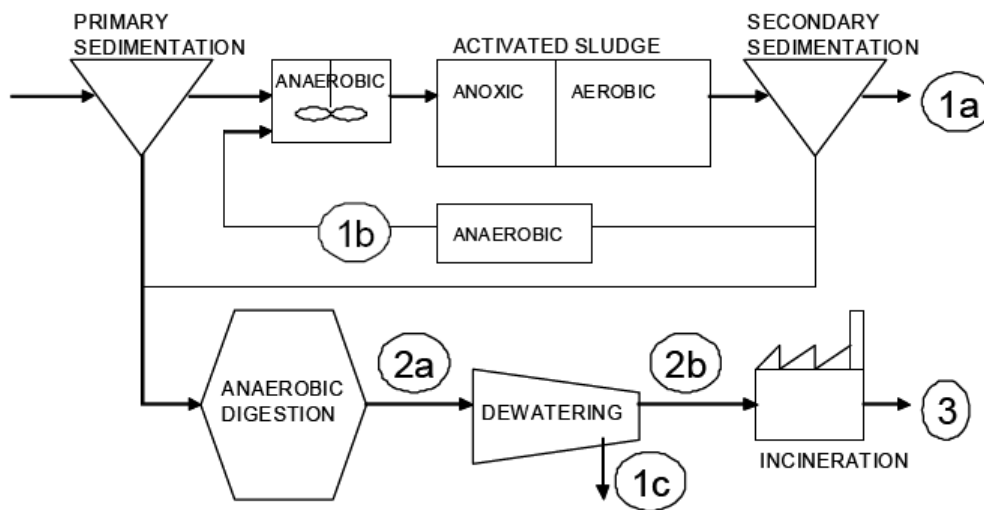 PRIMARY
SEDIMENTATION
SECONDARY
SEDIMENTATION
ACTIVATED SLUDGE
ANAEROBIC
ANOXIC
AEROBIC
1a
1b
ANAEROBIC
ANAEROBIC
DIGESTION
2a
DEWATERING
2b
3
INCINERATION
1c